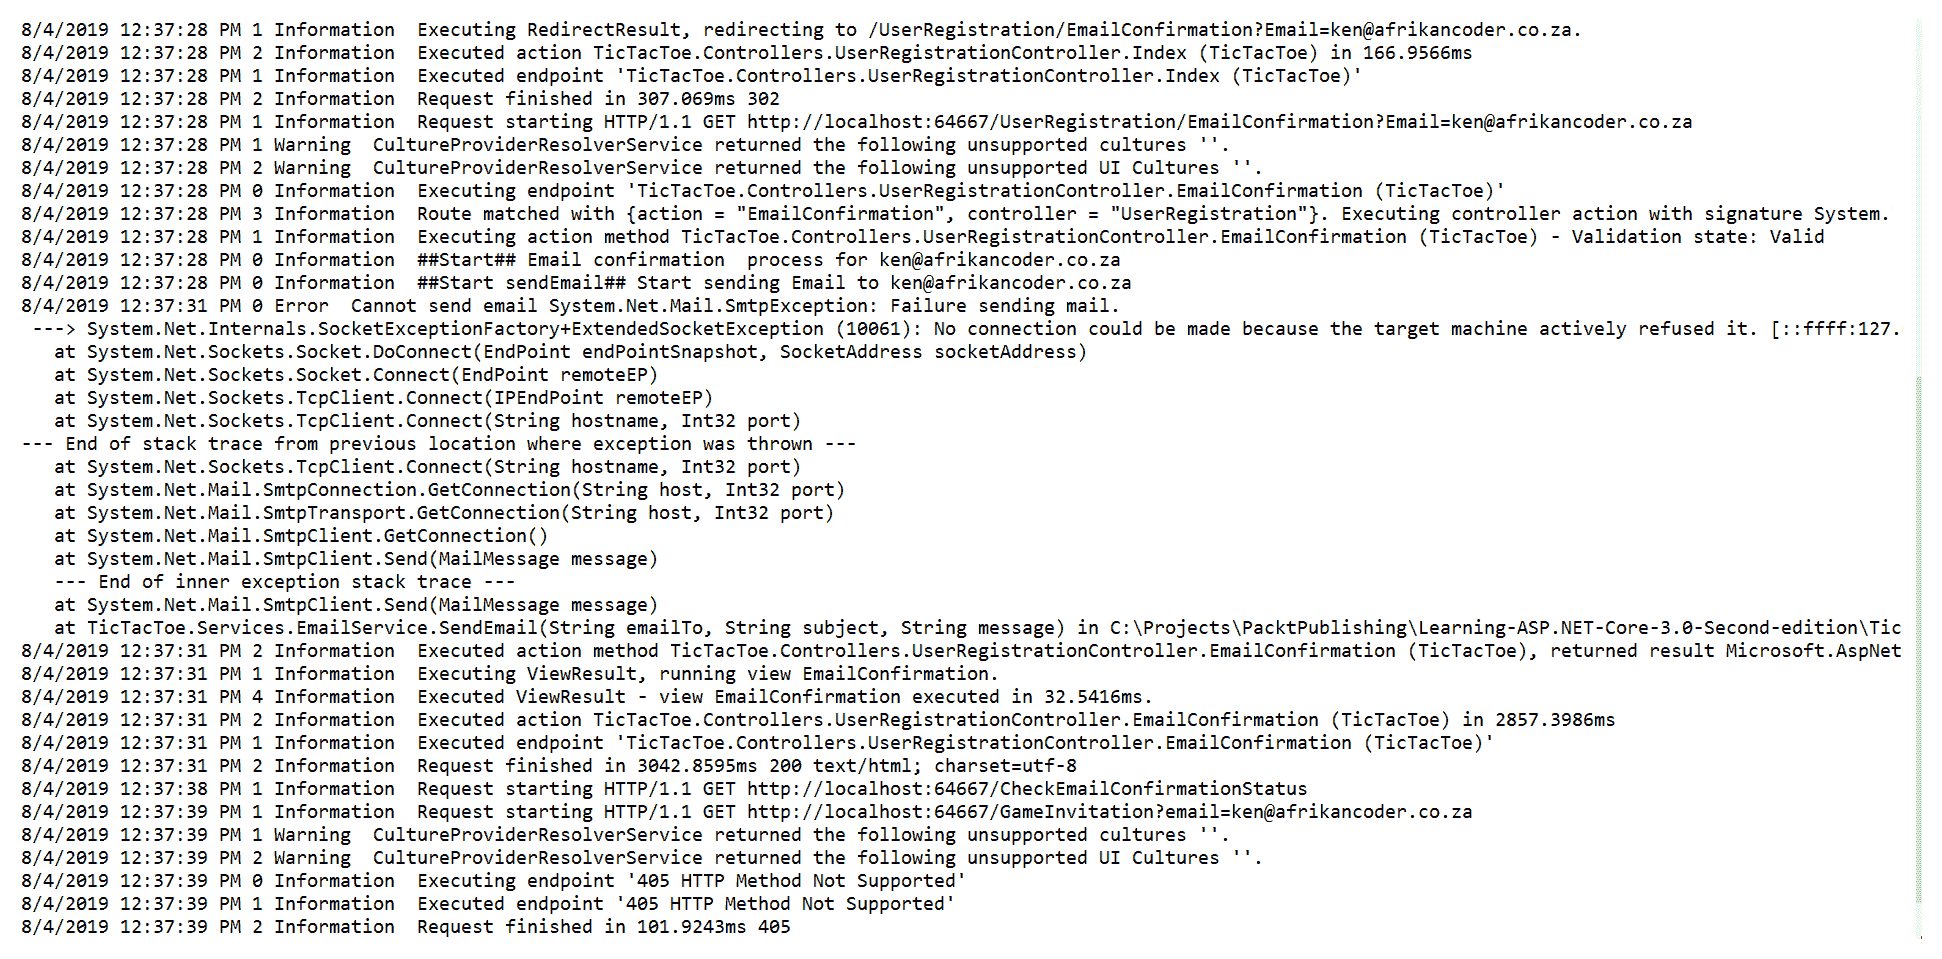 8/4/2019 12:37:28 PM 1 Information  Executing RedirectResult, redirecting to /UserRegistration/EmailConfirmation?Email=ken@afrikancoder.co.za.
8/4/2019 12:37:28 PM 2 Information  Executed action TicTacToe.Controllers.UserRegistrationController.Index (TicTacToe) in 166.9566ms
8/4/2019 12:37:28 PM 1 Information  Executed endpoint 'TicTacToe.Controllers.UserRegistrationController.Index (TicTacToe)'
8/4/2019 12:37:28 PM 2 Information  Request finished in 307.069ms 302
8/4/2019 12:37:28 PM 1 Information  Request starting HTTP/1.1 GET http://localhost:64667/UserRegistration/EmailConfirmation?Email=ken@afrikancoder.co.za
8/4/2019 12:37:28 PM 1 Warning  CultureProviderResolverService returned the following unsupported cultures ''.
8/4/2019 12:37:28 PM 2 Warning  CultureProviderResolverService returned the following unsupported UI Cultures ''.
8/4/2019 12:37:28 PM 0 Information  Executing endpoint 'TicTacToe.Controllers.UserRegistrationController.EmailConfirmation (TicTacToe)'
8/4/2019 12:37:28 PM 3 Information  Route matched with {action = "EmailConfirmation", controller = "UserRegistration"}. Executing controller action with signature System.
8/4/2019 12:37:28 PM 1 Information  Executing action method TicTacToe.Controllers.UserRegistrationController.EmailConfirmation (TicTacToe) - Validation state: Valid
8/4/2019 12:37:28 PM 0 Information  ##Start## Email confirmation  process for ken@afrikancoder.co.za
8/4/2019 12:37:28 PM 0 Information  ##Start sendEmail## Start sending Email to ken@afrikancoder.co.za
8/4/2019 12:37:31 PM 0 Error  Cannot send email System.Net.Mail.SmtpException: Failure sending mail.
 ---> System.Net.Internals.SocketExceptionFactory+ExtendedSocketException (10061): No connection could be made because the target machine actively refused it. [::ffff:127.
   at System.Net.Sockets.Socket.DoConnect(EndPoint endPointSnapshot, SocketAddress socketAddress)
   at System.Net.Sockets.Socket.Connect(EndPoint remoteEP)
   at System.Net.Sockets.TcpClient.Connect(IPEndPoint remoteEP)
   at System.Net.Sockets.TcpClient.Connect(String hostname, Int32 port)
--- End of stack trace from previous location where exception was thrown ---
   at System.Net.Sockets.TcpClient.Connect(String hostname, Int32 port)
   at System.Net.Mail.SmtpConnection.GetConnection(String host, Int32 port)
   at System.Net.Mail.SmtpTransport.GetConnection(String host, Int32 port)
   at System.Net.Mail.SmtpClient.GetConnection()
   at System.Net.Mail.SmtpClient.Send(MailMessage message)
   --- End of inner exception stack trace ---
   at System.Net.Mail.SmtpClient.Send(MailMessage message)
   at TicTacToe.Services.EmailService.SendEmail(String emailTo, String subject, String message) in C:\Projects\PacktPublishing\Learning-ASP.NET-Core-3.0-Second-edition\Tic
8/4/2019 12:37:31 PM 2 Information  Executed action method TicTacToe.Controllers.UserRegistrationController.EmailConfirmation (TicTacToe), returned result Microsoft.AspNet
8/4/2019 12:37:31 PM 1 Information  Executing ViewResult, running view EmailConfirmation.
8/4/2019 12:37:31 PM 4 Information  Executed ViewResult - view EmailConfirmation executed in 32.5416ms.
8/4/2019 12:37:31 PM 2 Information  Executed action TicTacToe.Controllers.UserRegistrationController.EmailConfirmation (TicTacToe) in 2857.3986ms
8/4/2019 12:37:31 PM 1 Information  Executed endpoint 'TicTacToe.Controllers.UserRegistrationController.EmailConfirmation (TicTacToe)'
8/4/2019 12:37:31 PM 2 Information  Request finished in 3042.8595ms 200 text/html; charset=utf-8
8/4/2019 12:37:38 PM 1 Information  Request starting HTTP/1.1 GET http://localhost:64667/CheckEmailConfirmationStatus
8/4/2019 12:37:39 PM 1 Information  Request starting HTTP/1.1 GET http://localhost:64667/GameInvitation?email=ken@afrikancoder.co.za
8/4/2019 12:37:39 PM 1 Warning  CultureProviderResolverService returned the following unsupported cultures ''.
8/4/2019 12:37:39 PM 2 Warning  CultureProviderResolverService returned the following unsupported UI Cultures ''.
8/4/2019 12:37:39 PM 0 Information  Executing endpoint '405 HTTP Method Not Supported'
8/4/2019 12:37:39 PM 1 Information  Executed endpoint '405 HTTP Method Not Supported'
8/4/2019 12:37:39 PM 2 Information  Request finished in 101.9243ms 405